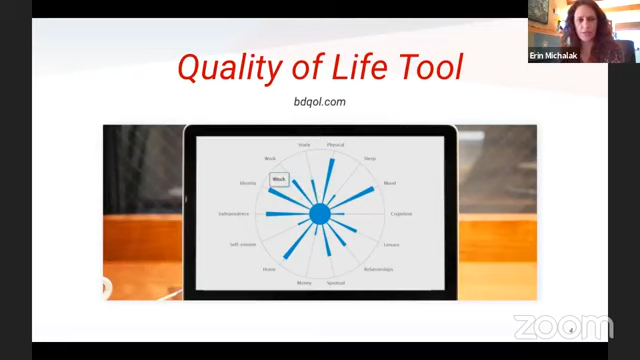 Quality of Life Tool
bdqol.com
Erin Michalak
Study
Physical
Work
Sleep
Work
Identity
Mood
Independence
Cognition
Self-esteem
Leisure
Home
Relationships
Money
Spiritual
zoom
4